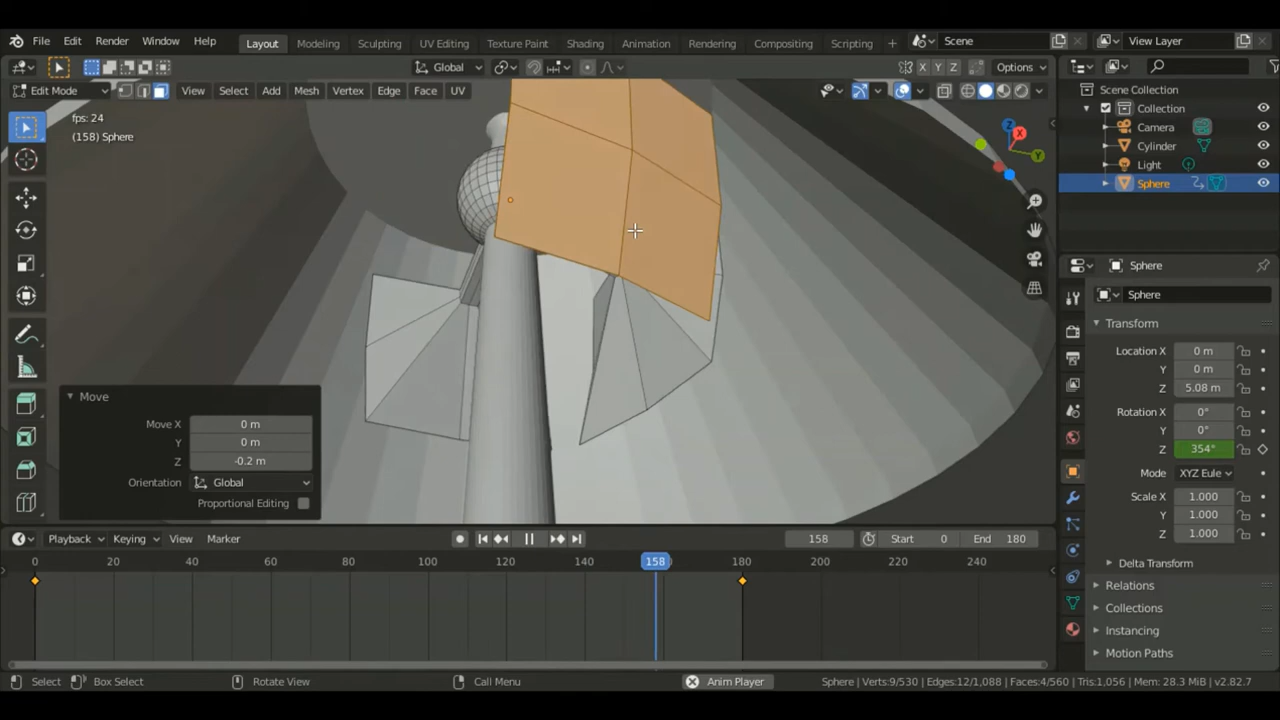 File Edit Render Window Help
Layout Modeling Sculpting UV Editing Texture Paint Shading Animation Rendering Compositing Scripting + Scene View Layer
Global Options
X Y Z
Edit Mode View Select Add Mesh Vertex Edge Face UV
Scene Collection
Collection
Camera
Cylinder
Light
Sphere
fps: 24
(158) Sphere
Z X Y
Sphere
Sphere
Transform
Location X 0 m
Y 0 m
Z 5.08 m
Rotation X 0°
Y 0°
Z 354°
Mode XYZ Eule
Scale X 1.000
Y 1.000
Z 1.000
Delta Transform
Relations
Collections
Instancing
Motion Paths
Move
Move X 0 m
Y 0 m
Z -0.2 m
Orientation Global
Proportional Editing
Playback Keying View Marker 158 Start 0 End 180
0 20 40 60 80 100 120 140 158 180 200 220 240
Select Box Select Rotate View Call Menu Anim Player Sphere | Verts:9/530 | Edges:12/1,088 | Faces:4/560 | Tris:1,056 | Mem: 28.3 MiB | v2.82.7